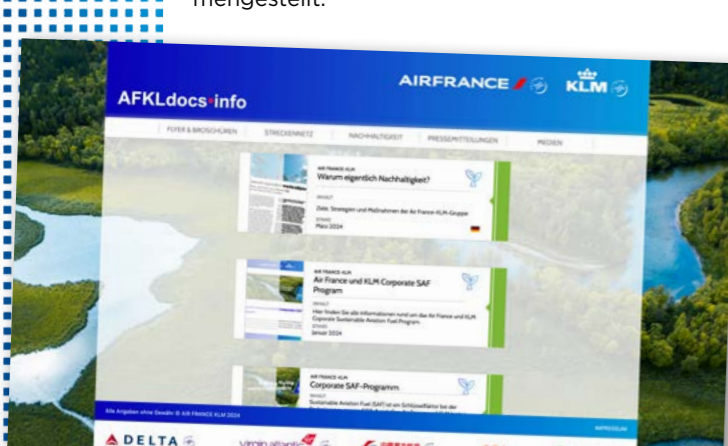 mengestellt.
AIRFRANCE KLM
AFKLdocs•info
FLYER & BROSCHÜREN STRECKENNETZ NACHHALTIGKEIT PRESSEMITTEILUNGEN MEDIEN
AIR FRANCE-KLM
Warum eigentlich Nachhaltigkeit?
INHALT
Ziele, Strategien und Maßnahmen der Air France-KLM-Gruppe
STAND
März 2024
AIR FRANCE-KLM
Air France und KLM Corporate SAF
Program
INHALT
Hier finden Sie alle Informationen rund um das Air France und KLM
Corporate Sustainable Aviation Fuel Program.
STAND
Januar 2024
AIR FRANCE-KLM
Corporate SAF-Programm
INHALT
Sustainable Aviation Fuel (SAF) ist ein Schlüsselfaktor bei der
Alle Angaben ohne Gewähr © AIR FRANCE KLM 2024 IMPRESSUM
DELTA virgin atlantic